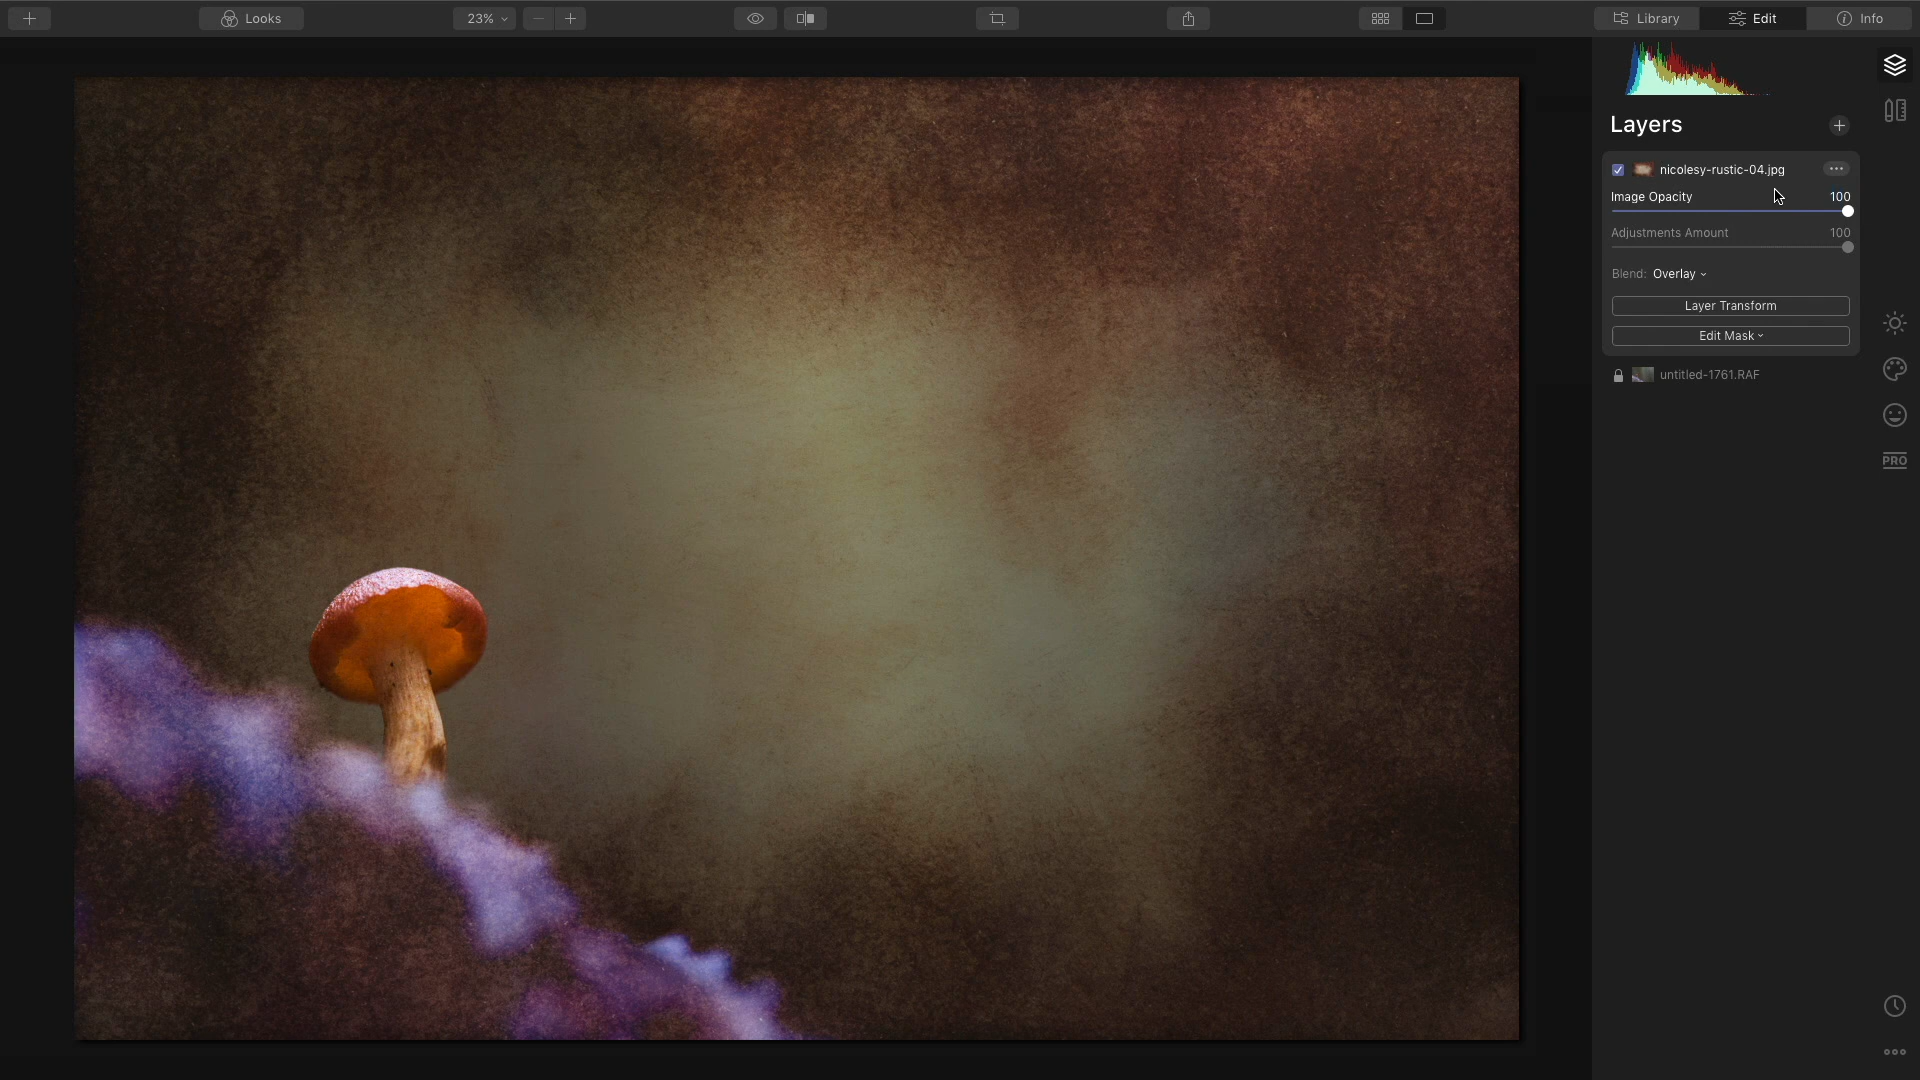 Looks
23%
Library
Edit
Info
Layers
nicolesy-rustic-04.jpg
Image Opacity 100
Adjustments Amount 100
Blend: Overlay
Layer Transform
Edit Mask
untitled-1761.RAF
PRO